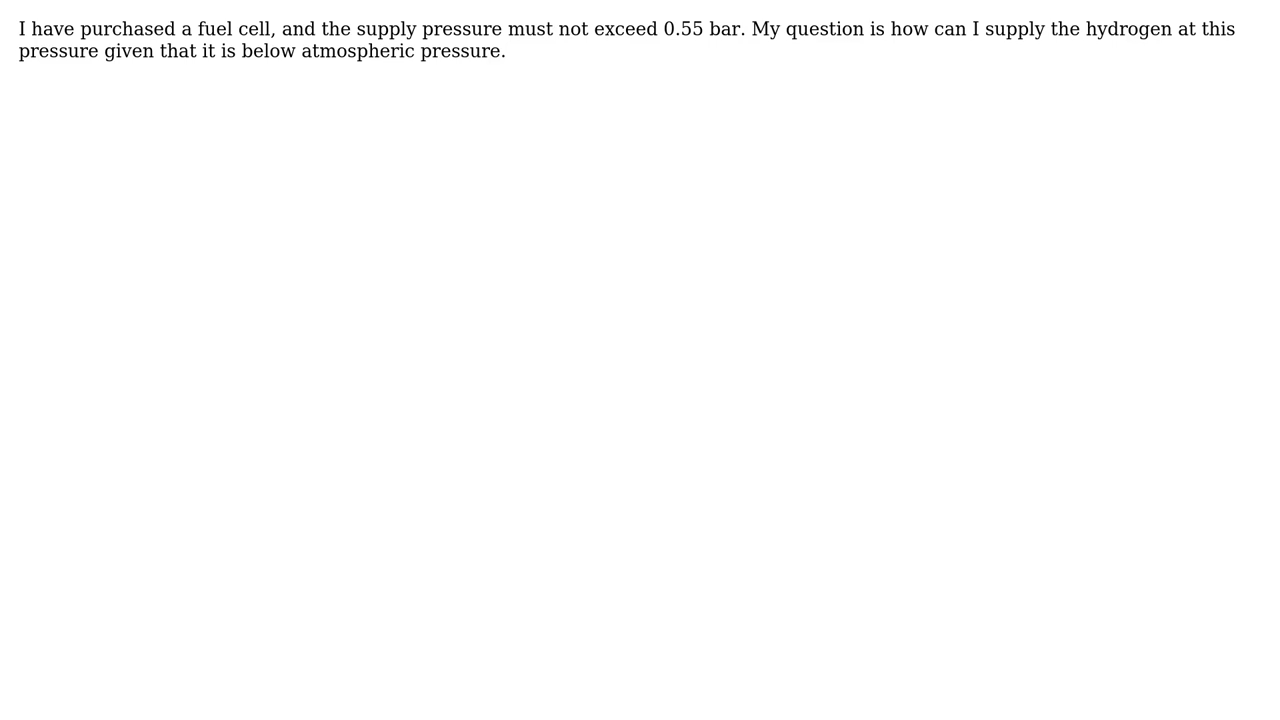 I have purchased a fuel cell, and the supply pressure must not exceed 0.55 bar. My question is how can I supply the hydrogen at this
pressure given that it is below atmospheric pressure.